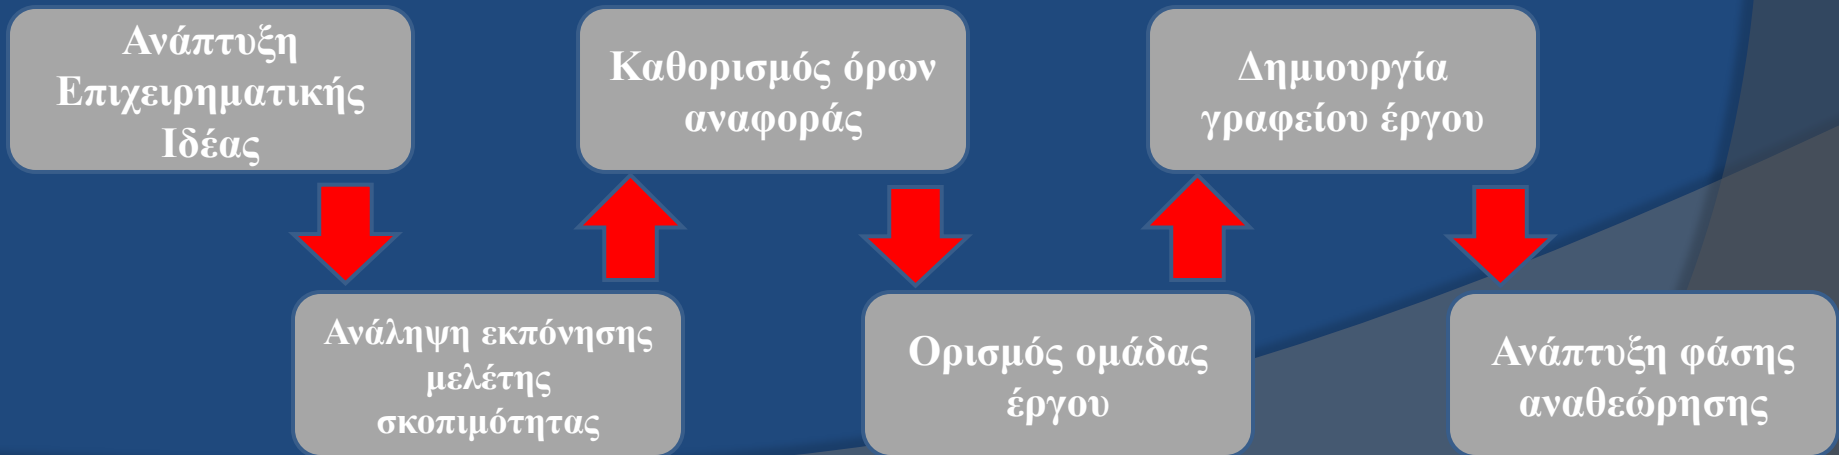 Ανάπτυξη
Επιχειρηματικής
Ιδέας
Ανάληψη εκπόνησης
μελέτης
σκοπιμότητας
Καθορισμός όρων
αναφοράς
Ορισμός ομάδας
έργου
Δημιουργία
γραφείου έργου
Ανάπτυξη φάσης
αναθεώρησης